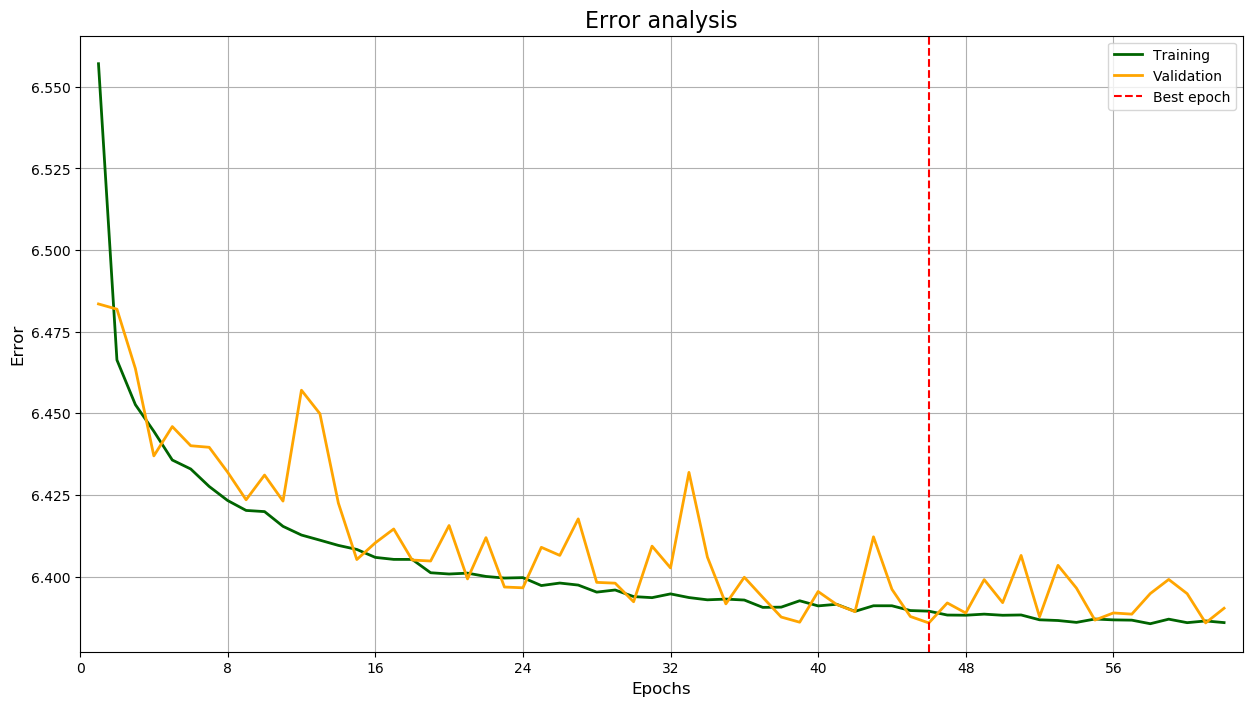 Error analysis
Training
Validation
Best epoch
6.550
6.525
6.500
6.475
6.450
6.425
6.400
Error
0 8 16 24 32 40 48 56
Epochs